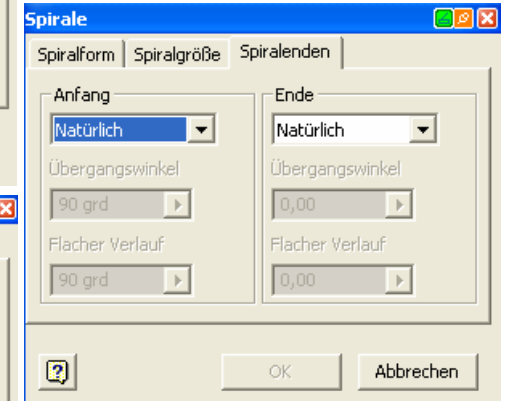 Spirale
Spiralform Spiralgröße Spiralenden
Anfang Ende
Natürlich Natürlich
Übergangswinkel Übergangswinkel
90 grd 0,00
Flacher Verlauf Flacher Verlauf
90 grd 0,00
OK Abbrechen